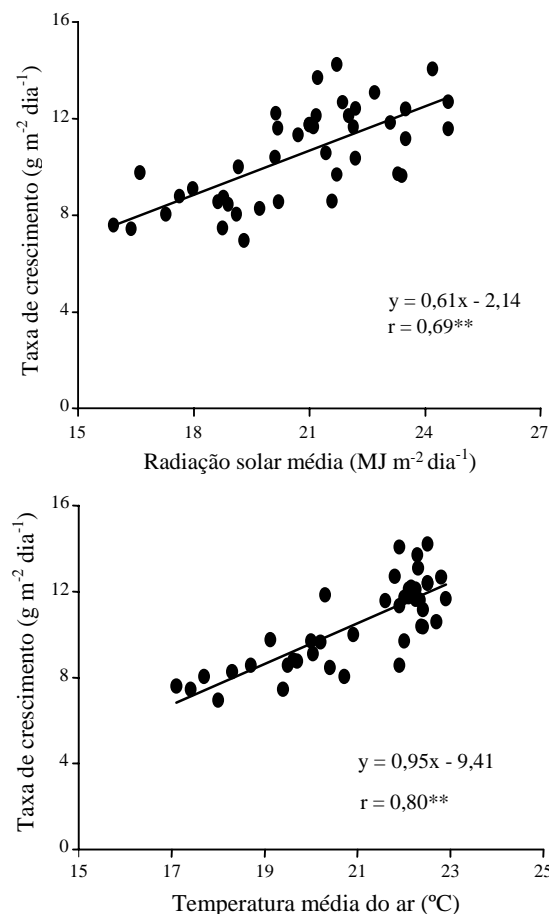 16
12
8
4
0
Taxa de crescimento (g m⁻² dia⁻¹)
y = 0,61x - 2,14
r = 0,69**
15 18 21 24 27
Radiação solar média (MJ m⁻² dia⁻¹)
16
12
8
4
0
Taxa de crescimento (g m⁻² dia⁻¹)
y = 0,95x - 9,41
r = 0,80**
15 17 19 21 23 25
Temperatura média do ar (ºC)